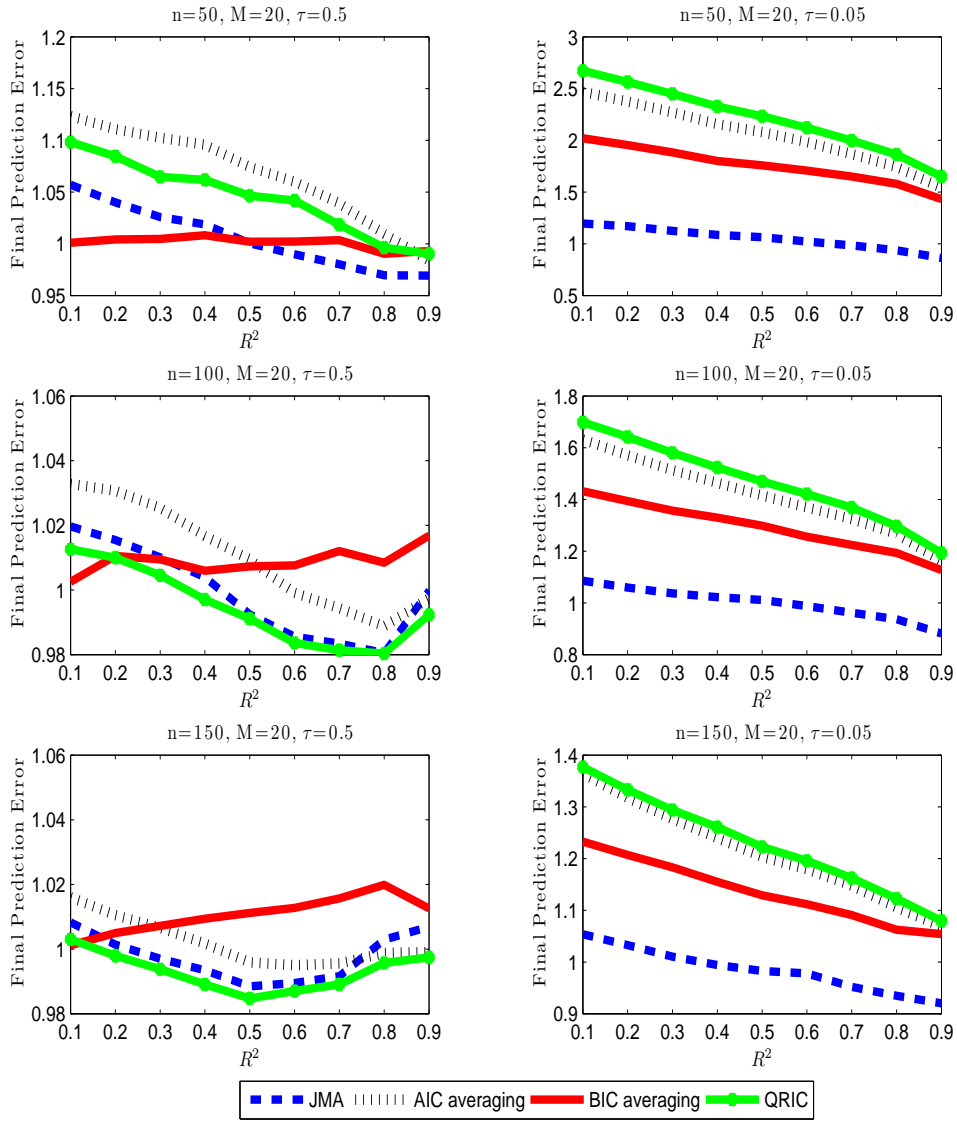 n=50, M=20, τ=0.5
Final Prediction Error
1.2
1.15
1.1
1.05
1
0.95
0.1 0.2 0.3 0.4 0.5 0.6 0.7 0.8 0.9
R²
n=50, M=20, τ=0.05
Final Prediction Error
3
2.5
2
1.5
1
0.5
0.1 0.2 0.3 0.4 0.5 0.6 0.7 0.8 0.9
R²
n=100, M=20, τ=0.5
Final Prediction Error
1.06
1.04
1.02
1
0.98
0.1 0.2 0.3 0.4 0.5 0.6 0.7 0.8 0.9
R²
n=100, M=20, τ=0.05
Final Prediction Error
1.8
1.6
1.4
1.2
1
0.8
0.1 0.2 0.3 0.4 0.5 0.6 0.7 0.8 0.9
R²
n=150, M=20, τ=0.5
Final Prediction Error
1.06
1.04
1.02
1
0.98
0.1 0.2 0.3 0.4 0.5 0.6 0.7 0.8 0.9
R²
n=150, M=20, τ=0.05
Final Prediction Error
1.4
1.3
1.2
1.1
1
0.9
0.1 0.2 0.3 0.4 0.5 0.6 0.7 0.8 0.9
R²
JMA AIC averaging BIC averaging QRIC